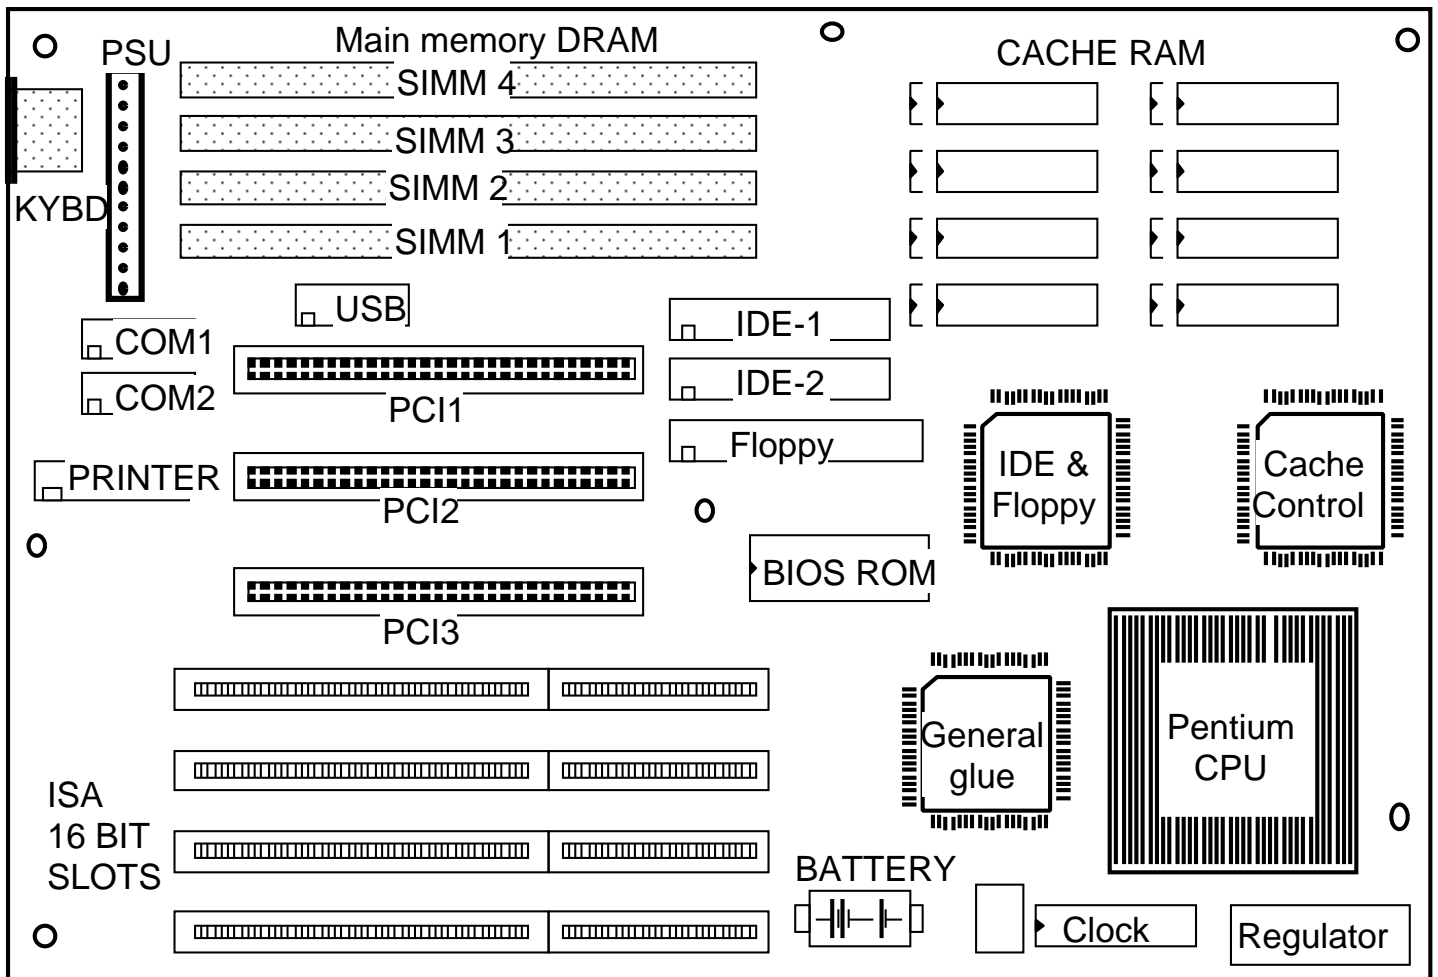 PSU
Main memory DRAM
CACHE RAM
SIMM 4
SIMM 3
SIMM 2
SIMM 1
KYBD
USB
COM1
COM2
PRINTER
PCI1
PCI2
PCI3
IDE-1
IDE-2
Floppy
IDE &
Floppy
Cache
Control
BIOS ROM
General
glue
Pentium
CPU
ISA
16 BIT
SLOTS
BATTERY
Clock
Regulator